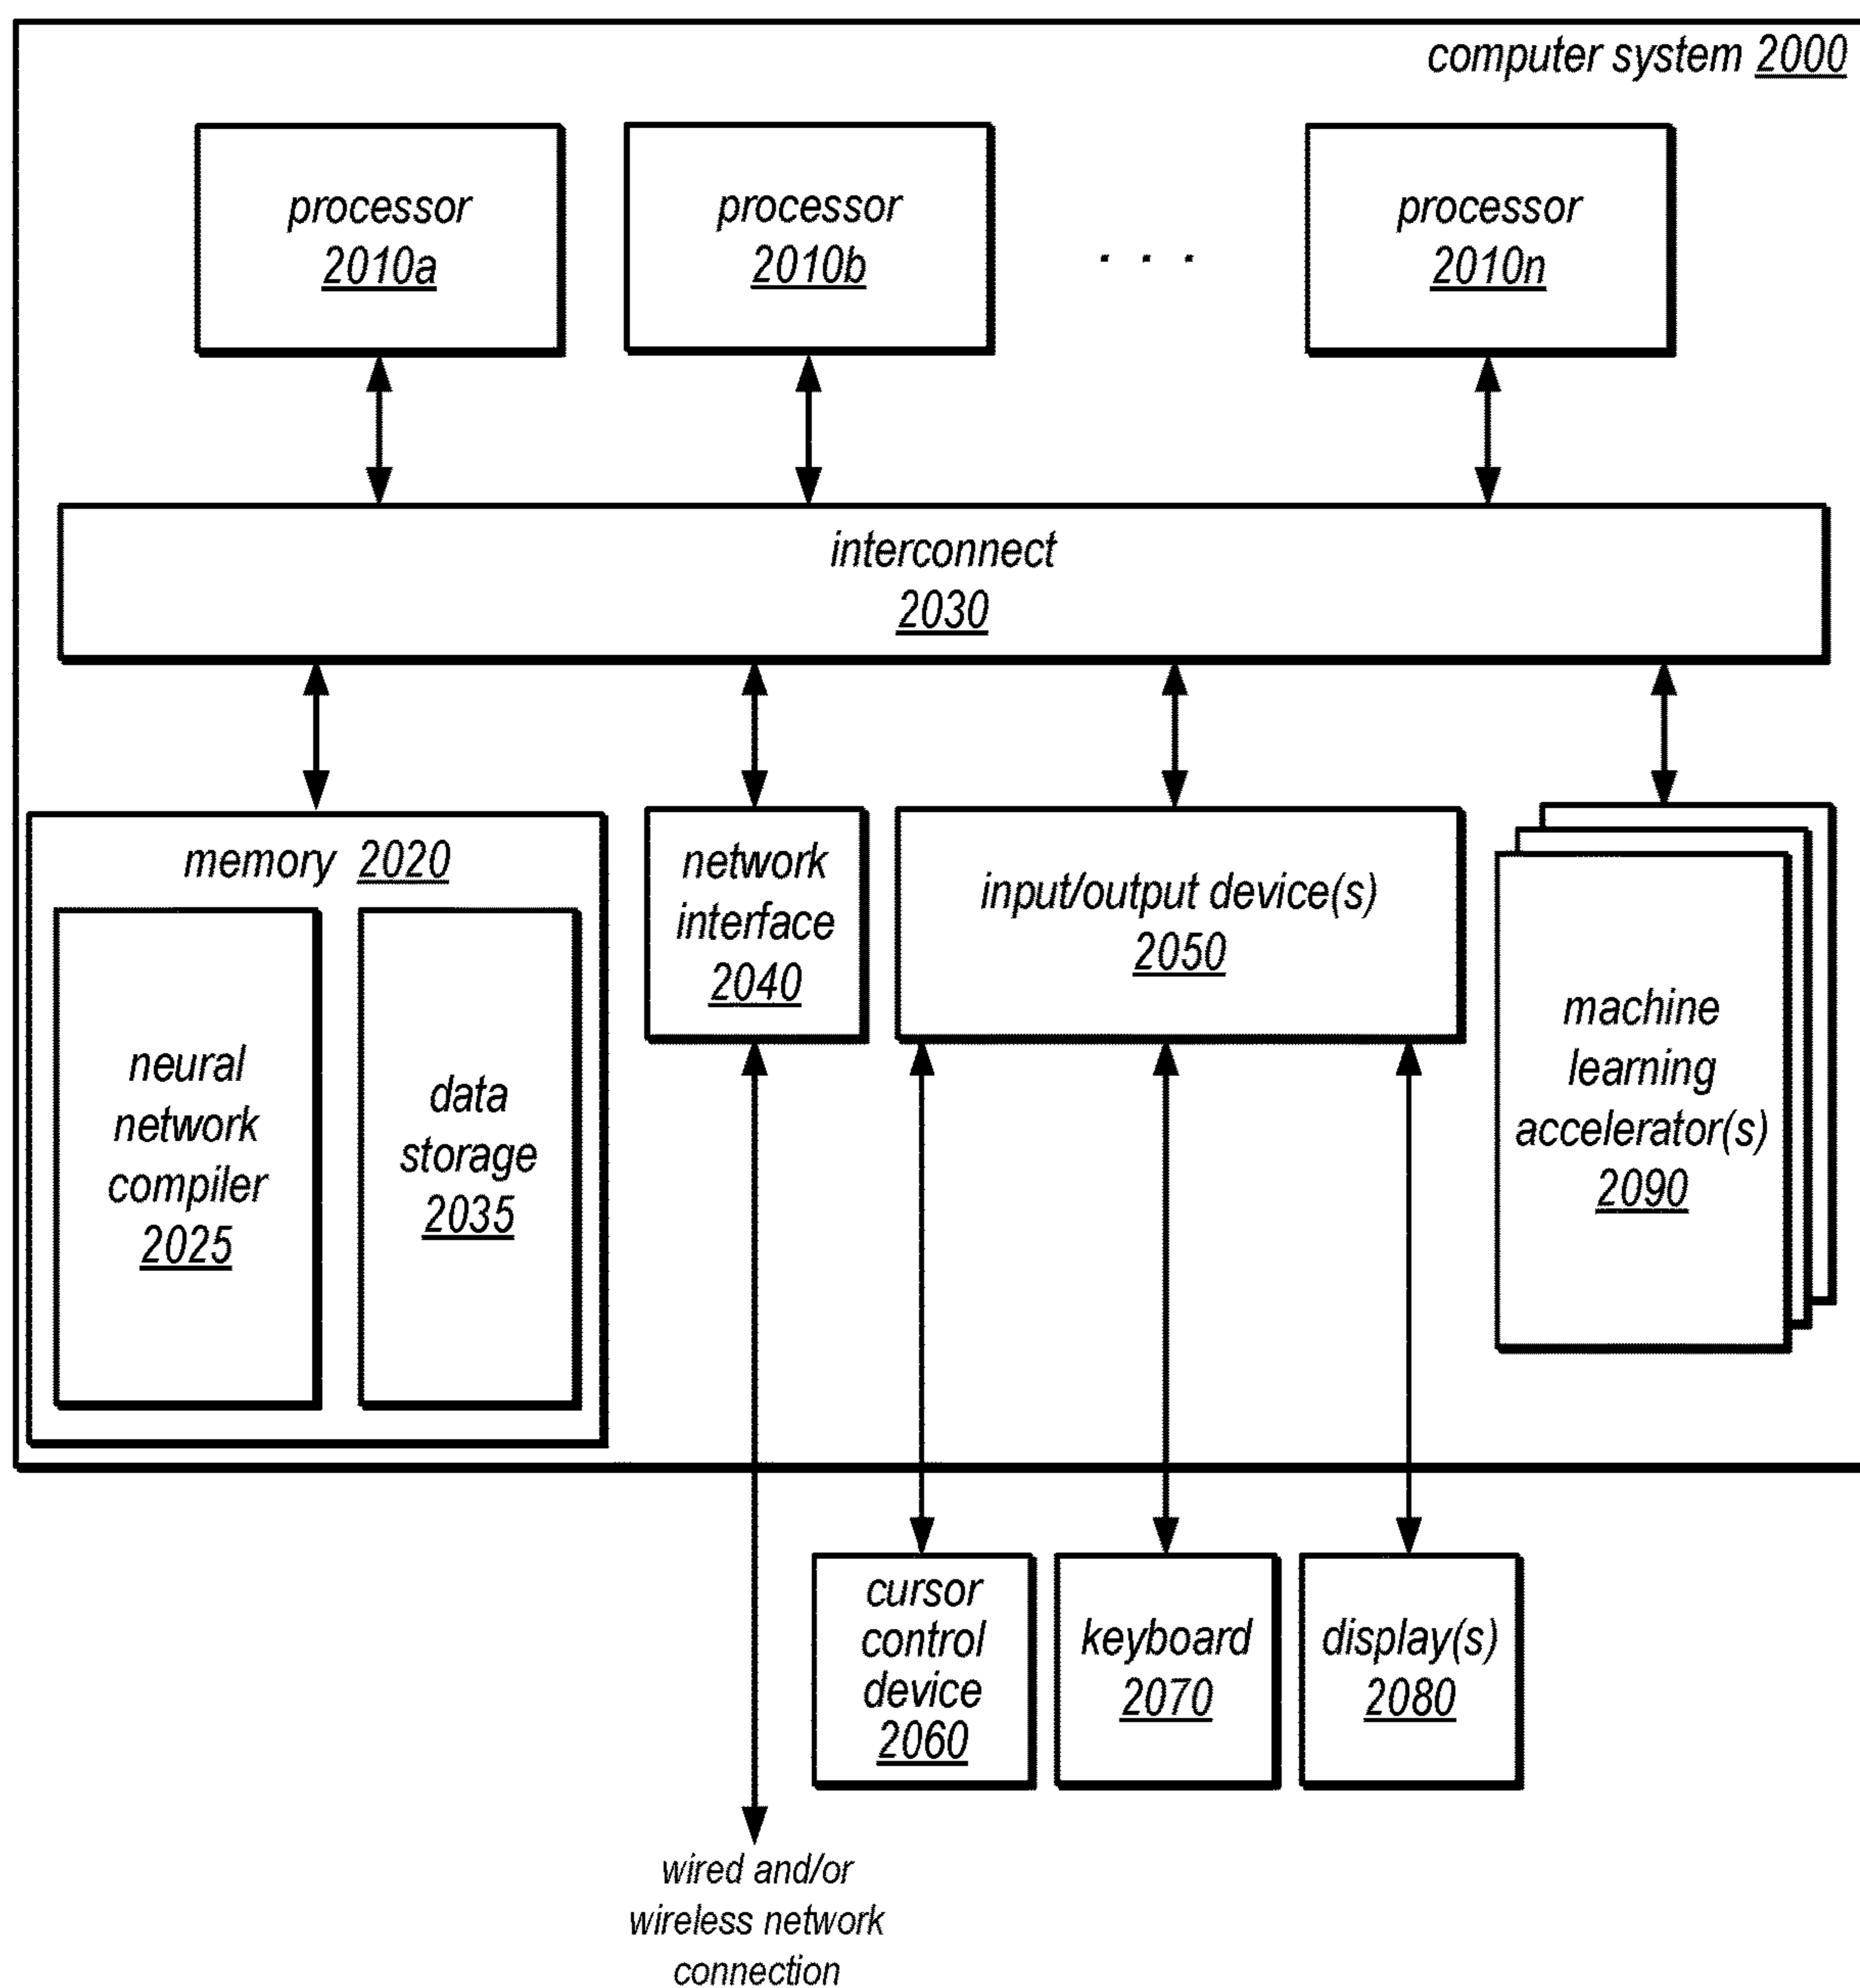 computer system 2000
processor
2010a
processor
2010b
. . .
processor
2010n
interconnect
2030
memory 2020
neural
network
compiler
2025
data
storage
2035
network
interface
2040
input/output device(s)
2050
machine
learning
accelerator(s)
2090
cursor
control
device
2060
keyboard
2070
display(s)
2080
wired and/or
wireless network
connection